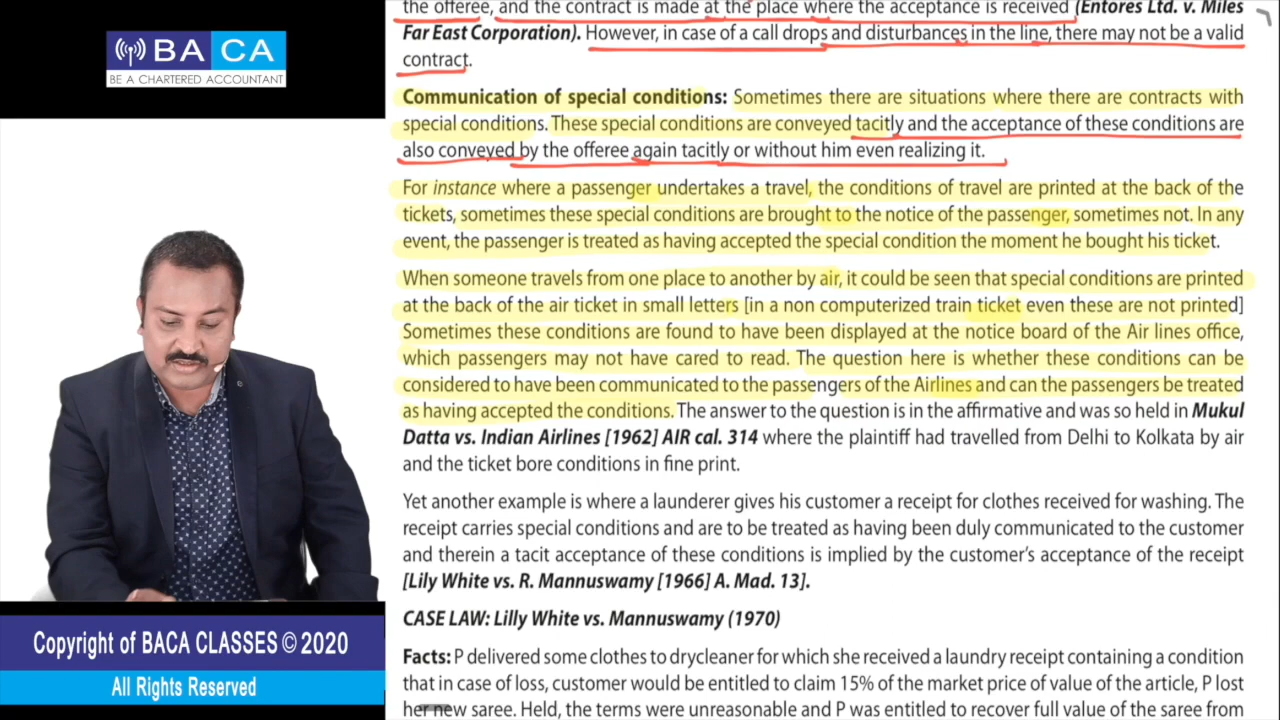 BACA
BE A CHARTERED ACCOUNTANT
the offeree, and the contract is made at the place where the acceptance is received (Entores Ltd. v. Miles
Far East Corporation). However, in case of a call drops and disturbances in the line, there may not be a valid
contract.
Communication of special conditions: Sometimes there are situations where there are contracts with
special conditions. These special conditions are conveyed tacitly and the acceptance of these conditions are
also conveyed by the offeree again tacitly or without him even realizing it.
For instance where a passenger undertakes a travel, the conditions of travel are printed at the back of the
tickets, sometimes these special conditions are brought to the notice of the passenger, sometimes not. In any
event, the passenger is treated as having accepted the special condition the moment he bought his ticket.
When someone travels from one place to another by air, it could be seen that special conditions are printed
at the back of the air ticket in small letters [in a non computerized train ticket even these are not printed]
Sometimes these conditions are found to have been displayed at the notice board of the Air lines office,
which passengers may not have cared to read. The question here is whether these conditions can be
considered to have been communicated to the passengers of the Airlines and can the passengers be treated
as having accepted the conditions. The answer to the question is in the affirmative and was so held in Mukul
Datta vs. Indian Airlines [1962] AIR cal. 314 where the plaintiff had travelled from Delhi to Kolkata by air
and the ticket bore conditions in fine print.
Yet another example is where a launderer gives his customer a receipt for clothes received for washing. The
receipt carries special conditions and are to be treated as having been duly communicated to the customer
and therein a tacit acceptance of these conditions is implied by the customer's acceptance of the receipt
[Lily White vs. R. Mannuswamy [1966] A. Mad. 13].
CASE LAW: Lilly White vs. Mannuswamy (1970)
Facts: P delivered some clothes to drycleaner for which she received a laundry receipt containing a condition
that in case of loss, customer would be entitled to claim 15% of the market price of value of the article, P lost
her new saree. Held, the terms were unreasonable and P was entitled to recover full value of the saree from
Copyright of BACA CLASSES © 2020
All Rights Reserved